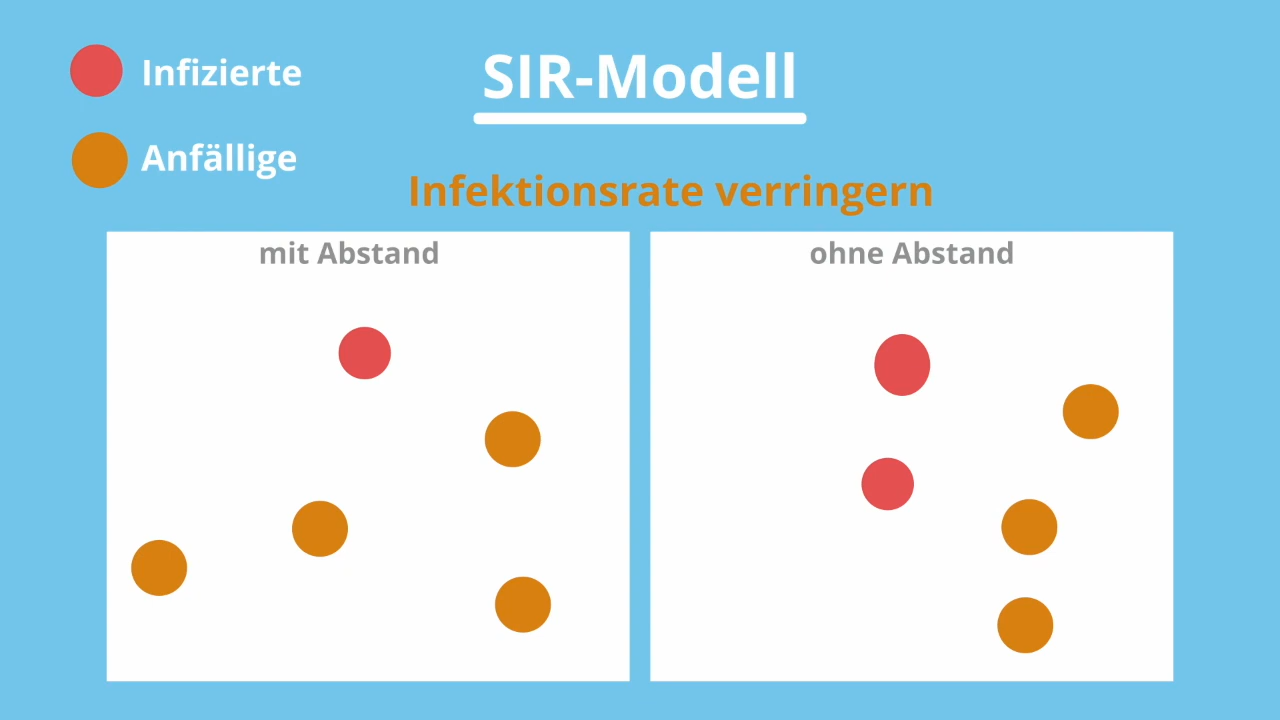 Infizierte
SIR-Modell
Anfällige
Infektionsrate verringern
mit Abstand
ohne Abstand